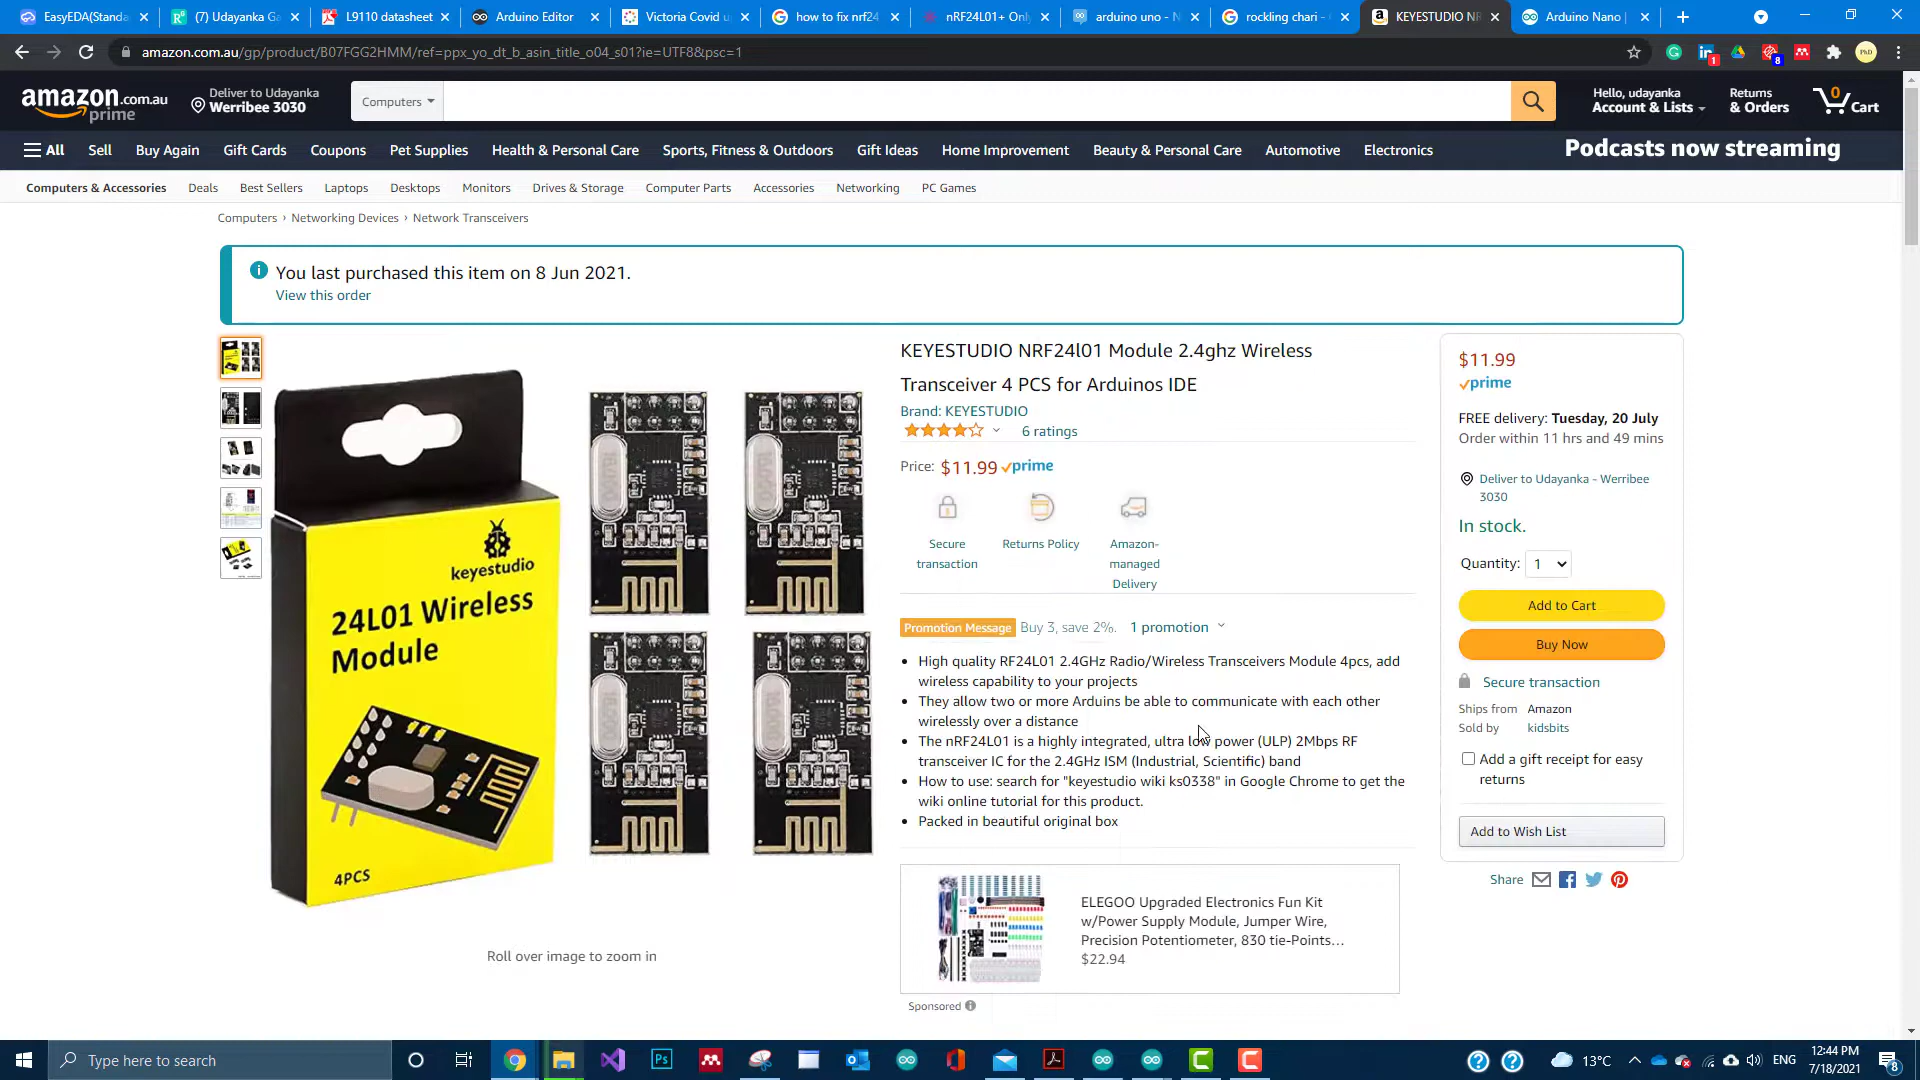 EasyEDA(Standa
(7) Udayanka Ga
L9110 datasheet
Arduino Editor
Victoria Covid u
how to fix nrf24
nRF24L01+ Onl
arduino uno - N
rockling chari -
KEYESTUDIO NR
Arduino Nano |
amazon.com.au/gp/product/B07FGG2HMM/ref=ppx_yo_dt_b_asin_title_o04_s01?ie=UTF8&psc=1
1
8
PhD
amazon.com.au
prime
Deliver to Udayanka
Werribee 3030
Computers
Hello, udayanka
Account & Lists
Returns
& Orders
0
Cart
All
Sell
Buy Again
Gift Cards
Coupons
Pet Supplies
Health & Personal Care
Sports, Fitness & Outdoors
Gift Ideas
Home Improvement
Beauty & Personal Care
Automotive
Electronics
Podcasts now streaming
Computers & Accessories
Deals
Best Sellers
Laptops
Desktops
Monitors
Drives & Storage
Computer Parts
Accessories
Networking
PC Games
Computers › Networking Devices › Network Transceivers
You last purchased this item on 8 Jun 2021.
View this order
keyestudio
24L01 Wireless
Module
4PCS
Roll over image to zoom in
KEYESTUDIO NRF24l01 Module 2.4ghz Wireless
Transceiver 4 PCS for Arduinos IDE
Brand: KEYESTUDIO
6 ratings
Price: $11.99 prime
Secure
transaction
Returns Policy
Amazon-
managed
Delivery
Promotion Message Buy 3, save 2%. 1 promotion
• High quality RF24L01 2.4GHz Radio/Wireless Transceivers Module 4pcs, add
wireless capability to your projects
• They allow two or more Arduins be able to communicate with each other
wirelessly over a distance
• The nRF24L01 is a highly integrated, ultra low power (ULP) 2Mbps RF
transceiver IC for the 2.4GHz ISM (Industrial, Scientific) band
• How to use: search for "keyestudio wiki ks0338" in Google Chrome to get the
wiki online tutorial for this product.
• Packed in beautiful original box
ELEGOO Upgraded Electronics Fun Kit
w/Power Supply Module, Jumper Wire,
Precision Potentiometer, 830 tie-Points...
$22.94
Sponsored
$11.99
prime
FREE delivery: Tuesday, 20 July
Order within 11 hrs and 49 mins
Deliver to Udayanka - Werribee
3030
In stock.
Quantity: 1
Add to Cart
Buy Now
Secure transaction
Ships from Amazon
Sold by kidsbits
Add a gift receipt for easy
returns
Add to Wish List
Share
Type here to search
Ps
13°C
ENG
12:44 PM
7/18/2021
8